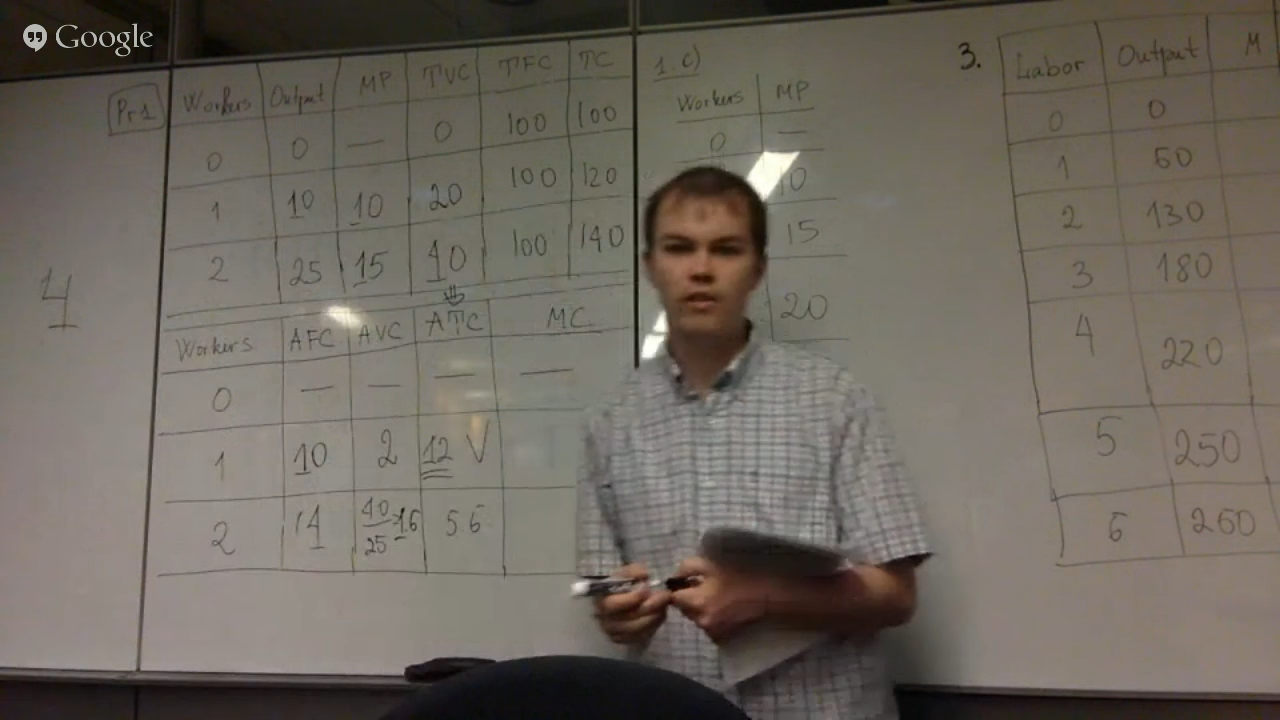 Google
Pr 1
Workers Output MP TVC TFC TC
0 0 — 0 100 100
1 10 10 20 100 120
2 25 15 40 100 140
Workers AFC AVC ATC MC
0 — — — —
1 10 2 12 V
2 14 40/25 16 5 6
4
1. c)
Workers MP
0 —
10
15
20
3.
Labor Output M
0 0
1 60
2 130
3 180
4 220
5 250
6 260